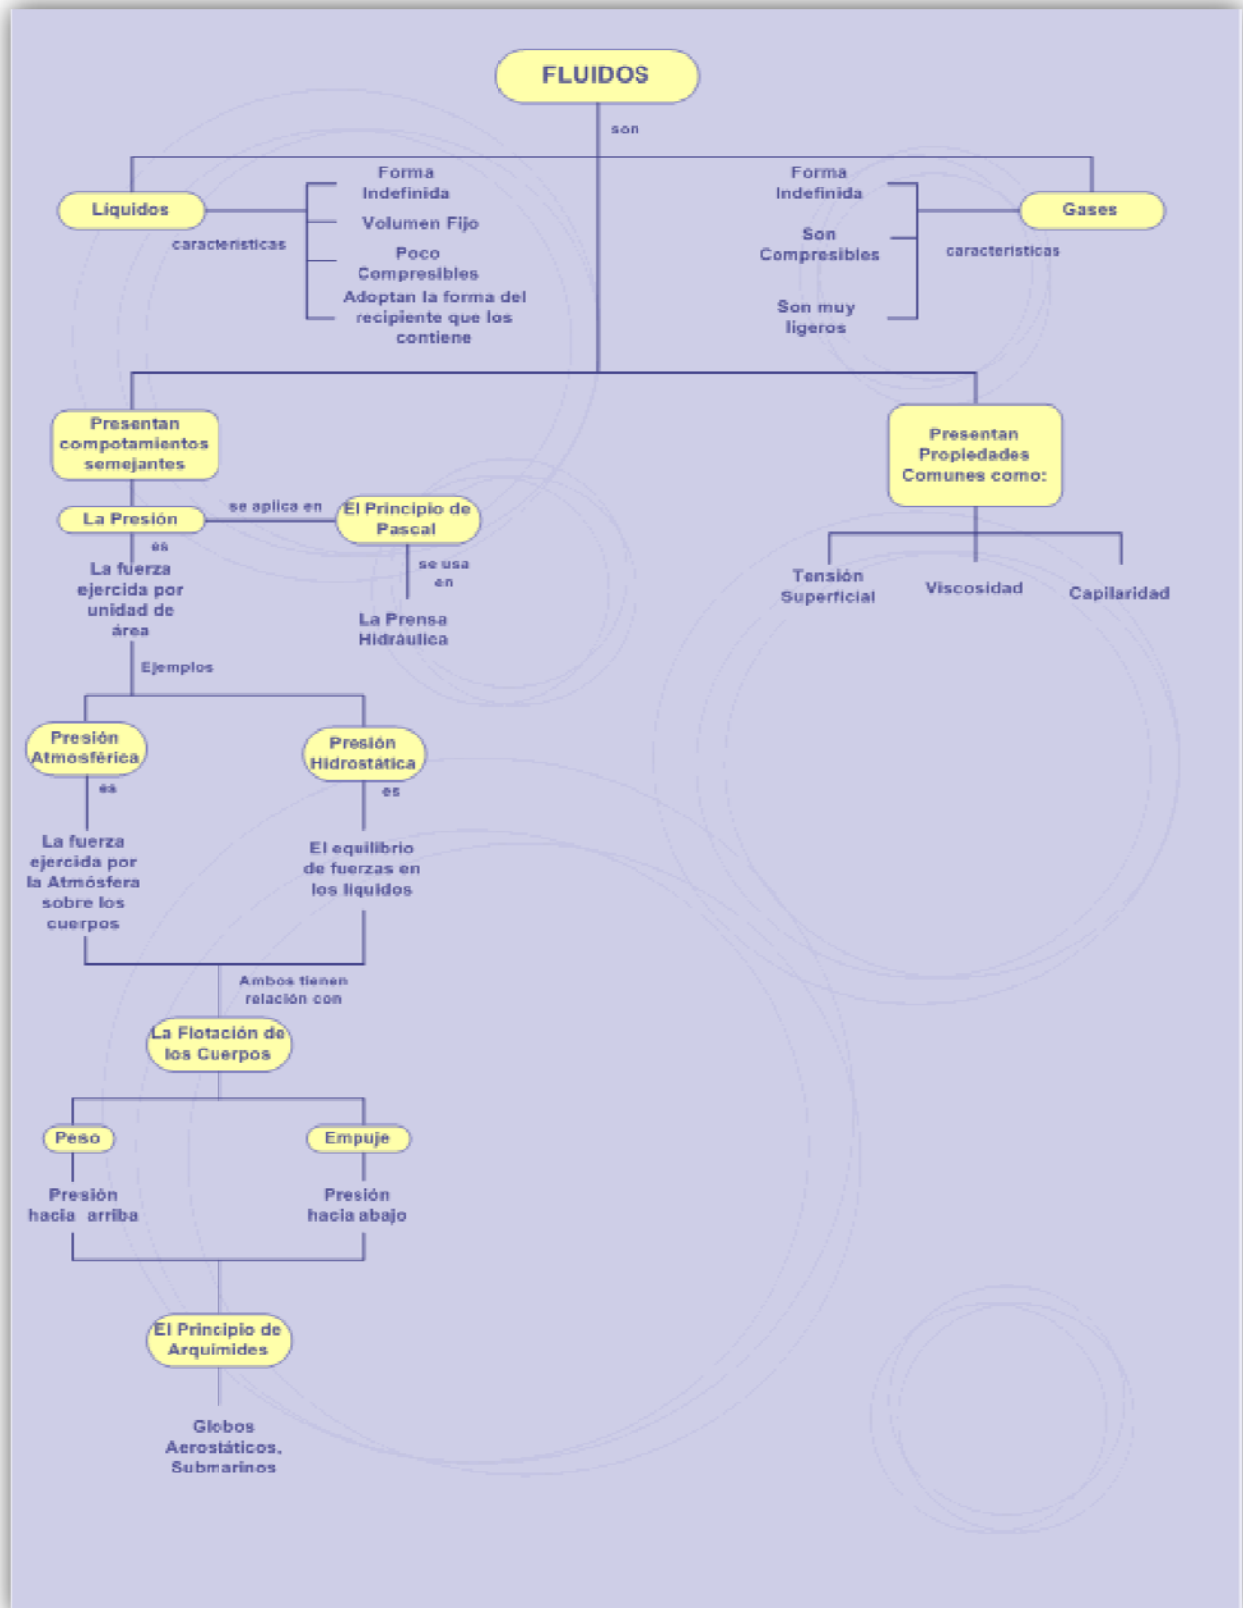 FLUIDOS
son
Líquidos
características
Forma
Indefinida
Volumen Fijo
Poco
Compresibles
Adoptan la forma del
recipiente que los
contiene
Forma
Indefinida
Son
Compresibles
Son muy
ligeros
Gases
características
Presentan
compotamientos
semejantes
La Presión
se aplica en
El Principio de
Pascal
es
La fuerza
ejercida por
unidad de
área
se usa
en
La Prensa
Hidráulica
Presentan
Propiedades
Comunes como:
Tensión
Superficial
Viscosidad
Capilaridad
Ejemplos
Presión
Atmosférica
es
La fuerza
ejercida por
la Atmósfera
sobre los
cuerpos
Presión
Hidrostática
es
El equilibrio
de fuerzas en
los líquidos
Ambos tienen
relación con
La Flotación de
los Cuerpos
Peso
Presión
hacia arriba
Empuje
Presión
hacia abajo
El Principio de
Arquímides
Globos
Aerostáticos,
Submarinos